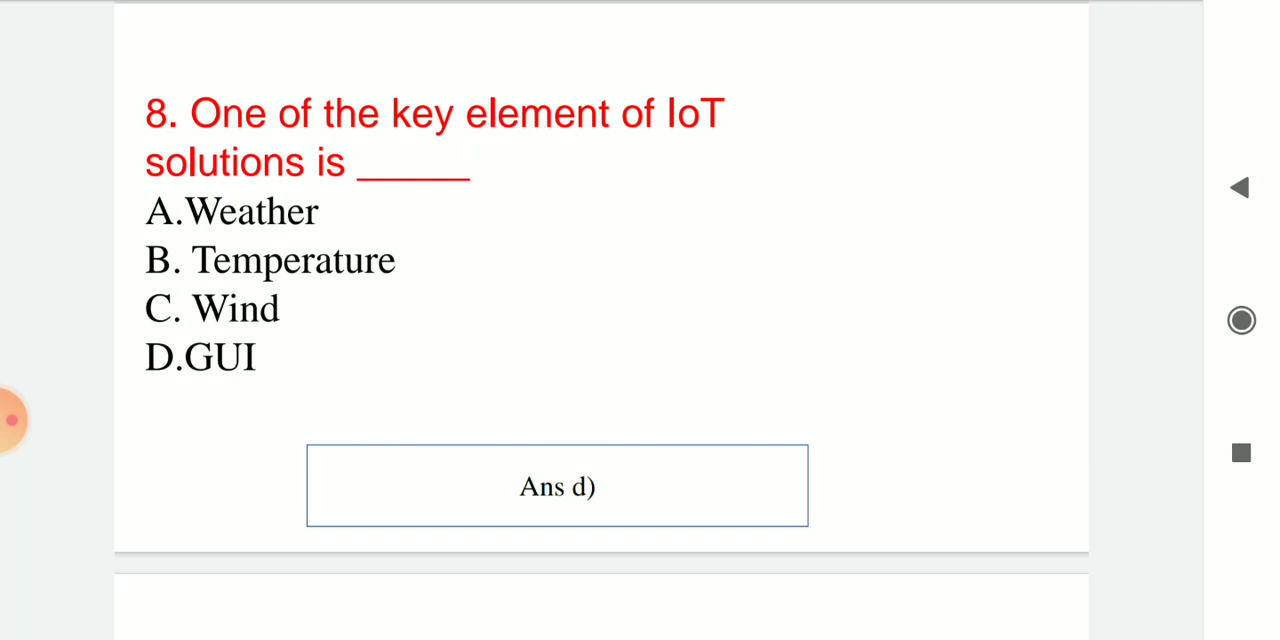 8. One of the key element of IoT
solutions is ______
A.Weather
B. Temperature
C. Wind
D.GUI
Ans d)